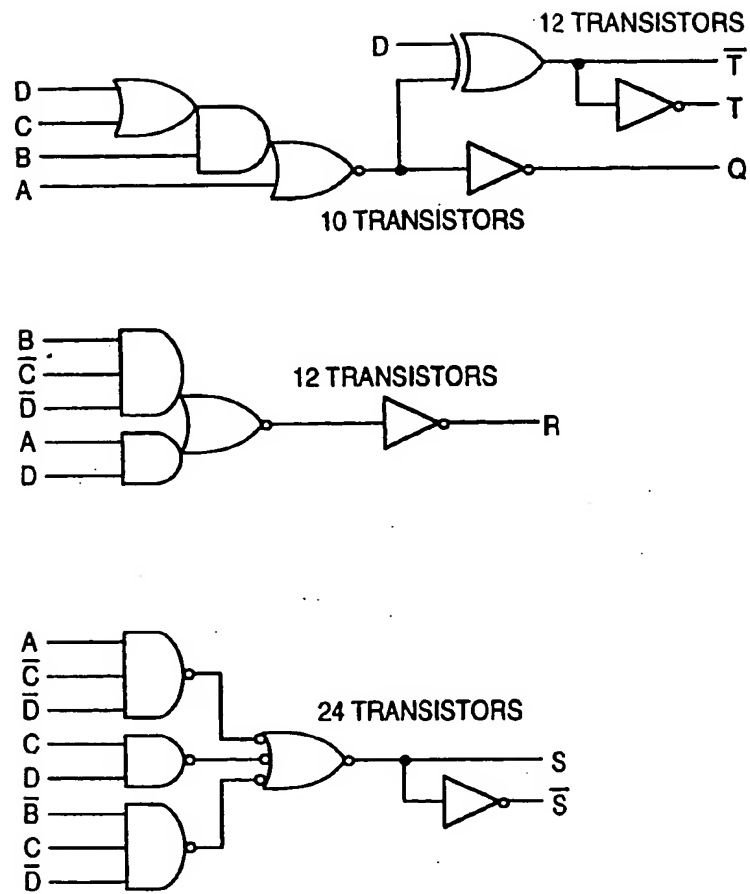 12 TRANSISTORS
D
T̅
D
C
T
B
Q
A
10 TRANSISTORS
B
C̅
12 TRANSISTORS
D̅
R
A
D
A
C̅
D̅
24 TRANSISTORS
C
S
D
B̅
S̅
C
D̅